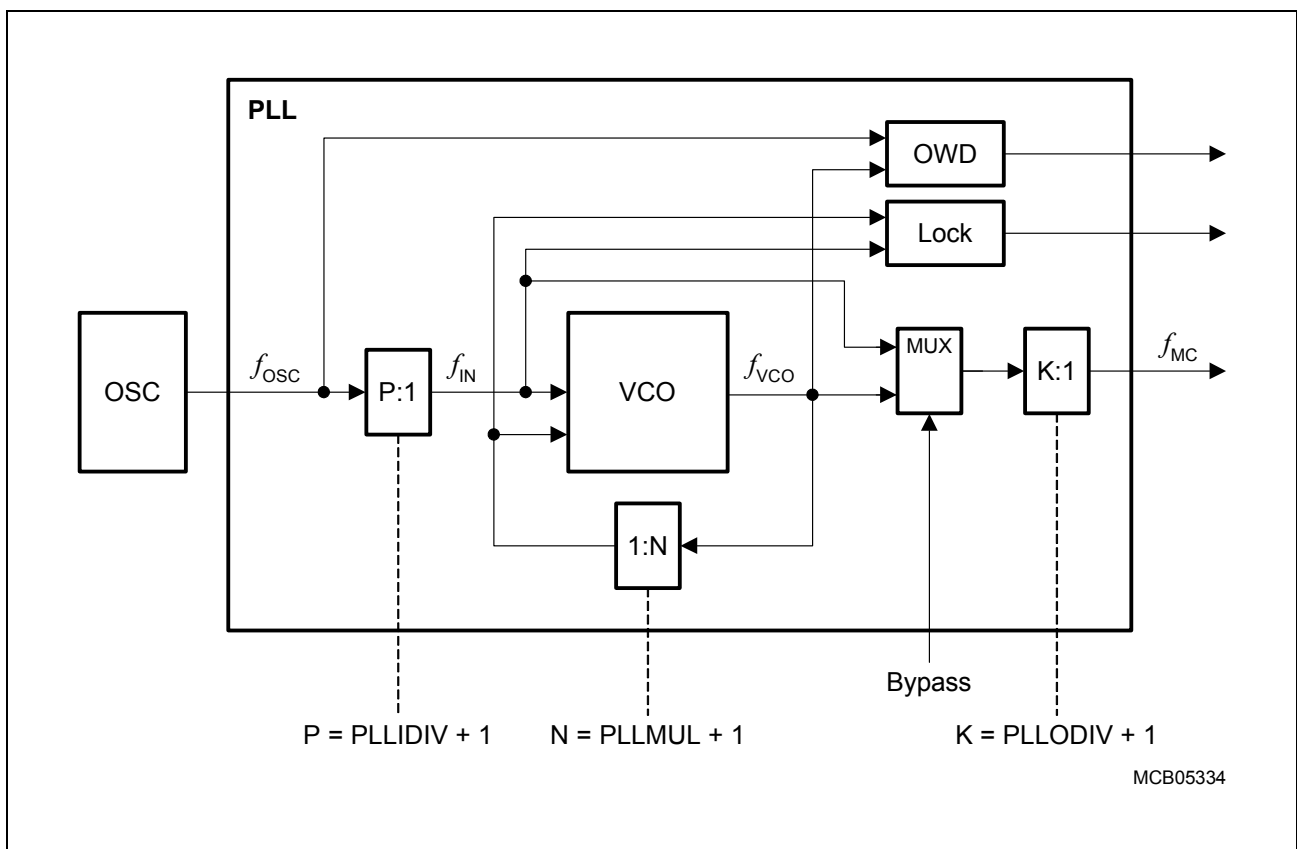 PLL
OWD
Lock
OSC
fOSC
P:1
fIN
VCO
fVCO
MUX
K:1
fMC
1:N
Bypass
P = PLLIDIV + 1
N = PLLMUL + 1
K = PLLODIV + 1
MCB05334